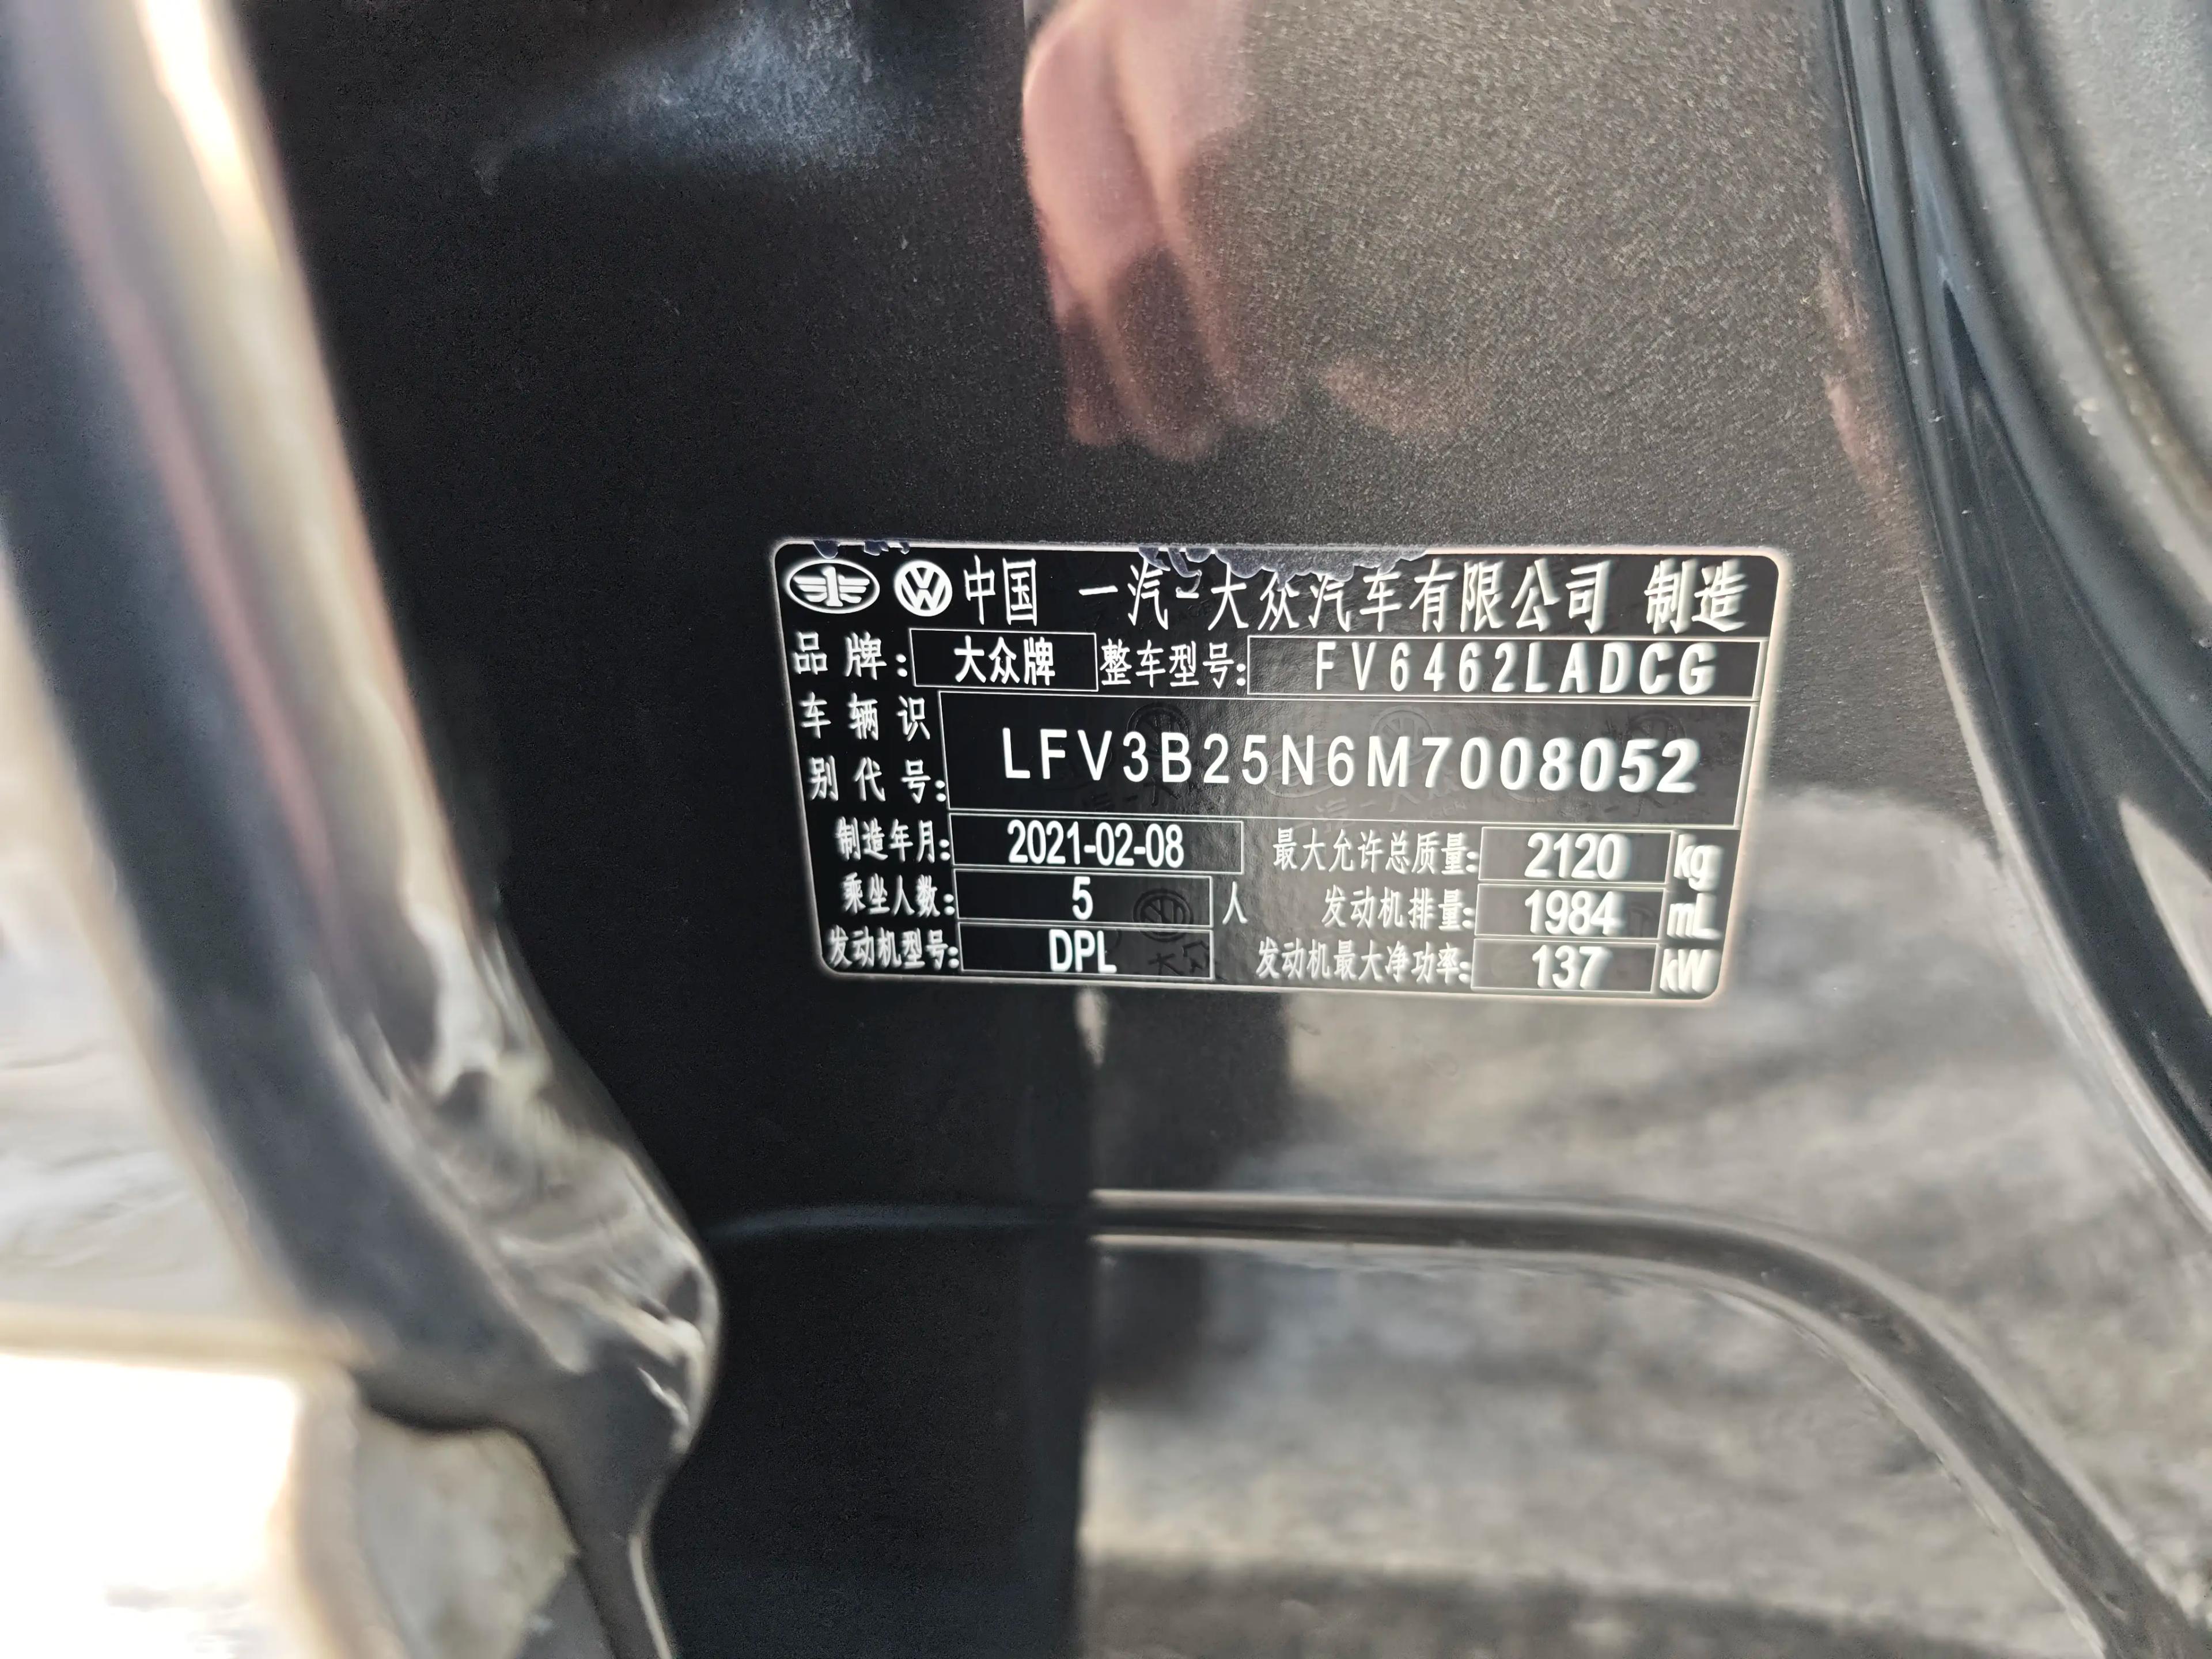 中国 一汽-大众汽车有限公司 制造
品牌: 大众牌 整车型号: FV6462LADCG
车辆识
别代号: LFV3B25N6M7008052
制造年月: 2021-02-08 最大允许总质量: 2120 kg
乘坐人数: 5 人 发动机排量: 1984 mL
发动机型号: DPL 发动机最大净功率: 137 kW